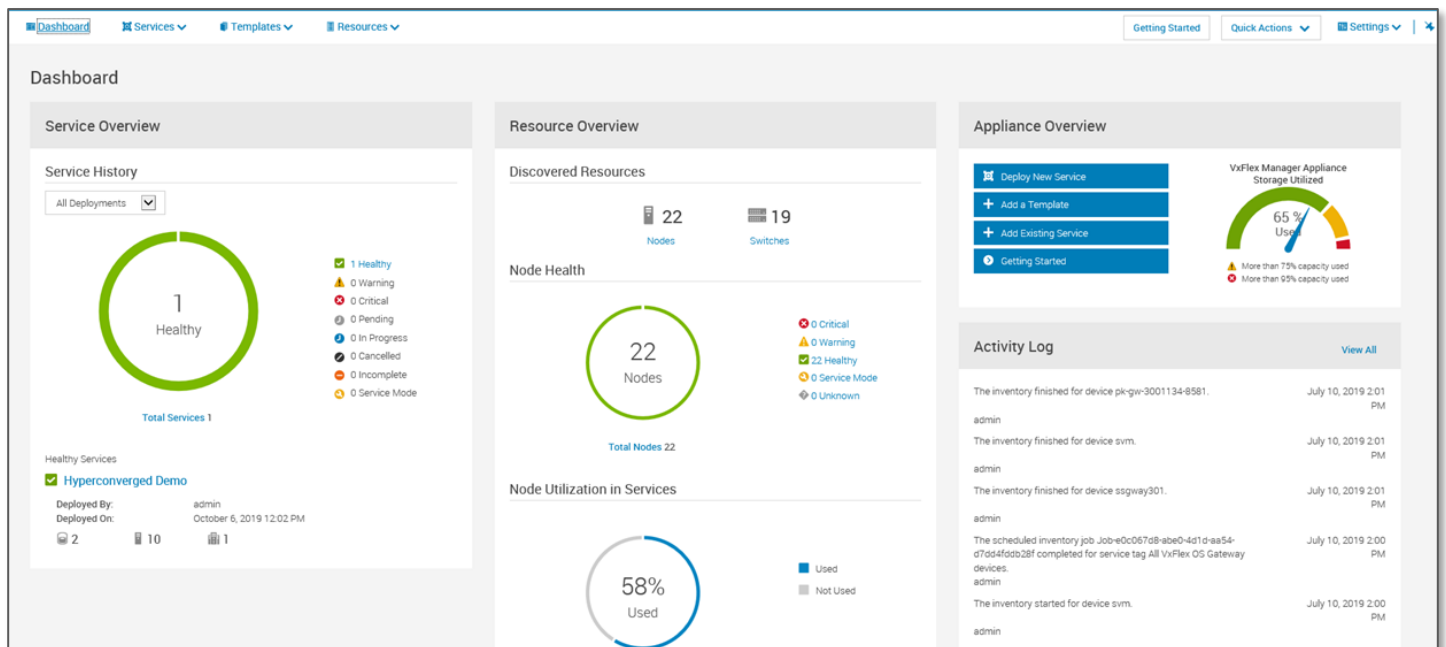 Dashboard
Services
Templates
Resources
Getting Started
Quick Actions
Settings
Dashboard
Service Overview
Service History
All Deployments
1
Healthy
1 Healthy
0 Warning
0 Critical
0 Pending
0 In Progress
0 Cancelled
0 Incomplete
0 Service Mode
Total Services 1
Healthy Services
Hyperconverged Demo
Deployed By: admin
Deployed On: October 6, 2019 12:02 PM
2 10 1
Resource Overview
Discovered Resources
22
Nodes
19
Switches
Node Health
22
Nodes
0 Critical
0 Warning
22 Healthy
0 Service Mode
0 Unknown
Total Nodes 22
Node Utilization in Services
58%
Used
Used
Not Used
Appliance Overview
Deploy New Service
Add a Template
Add Existing Service
Getting Started
VxFlex Manager Appliance
Storage Utilized
65 %
Used
More than 75% capacity used
More than 95% capacity used
Activity Log
View All
The inventory finished for device pk-gw-3001134-8581. July 10, 2019 2:01
PM
admin
The inventory finished for device svm. July 10, 2019 2:01
PM
admin
The inventory finished for device ssgway301. July 10, 2019 2:01
PM
admin
The scheduled inventory job Job-e0c067d8-abe0-4d1d-aa54- July 10, 2019 2:00
d7dd4fddb28f completed for service tag All VxFlex OS Gateway PM
devices.
admin
The inventory started for device svm. July 10, 2019 2:00
PM
admin